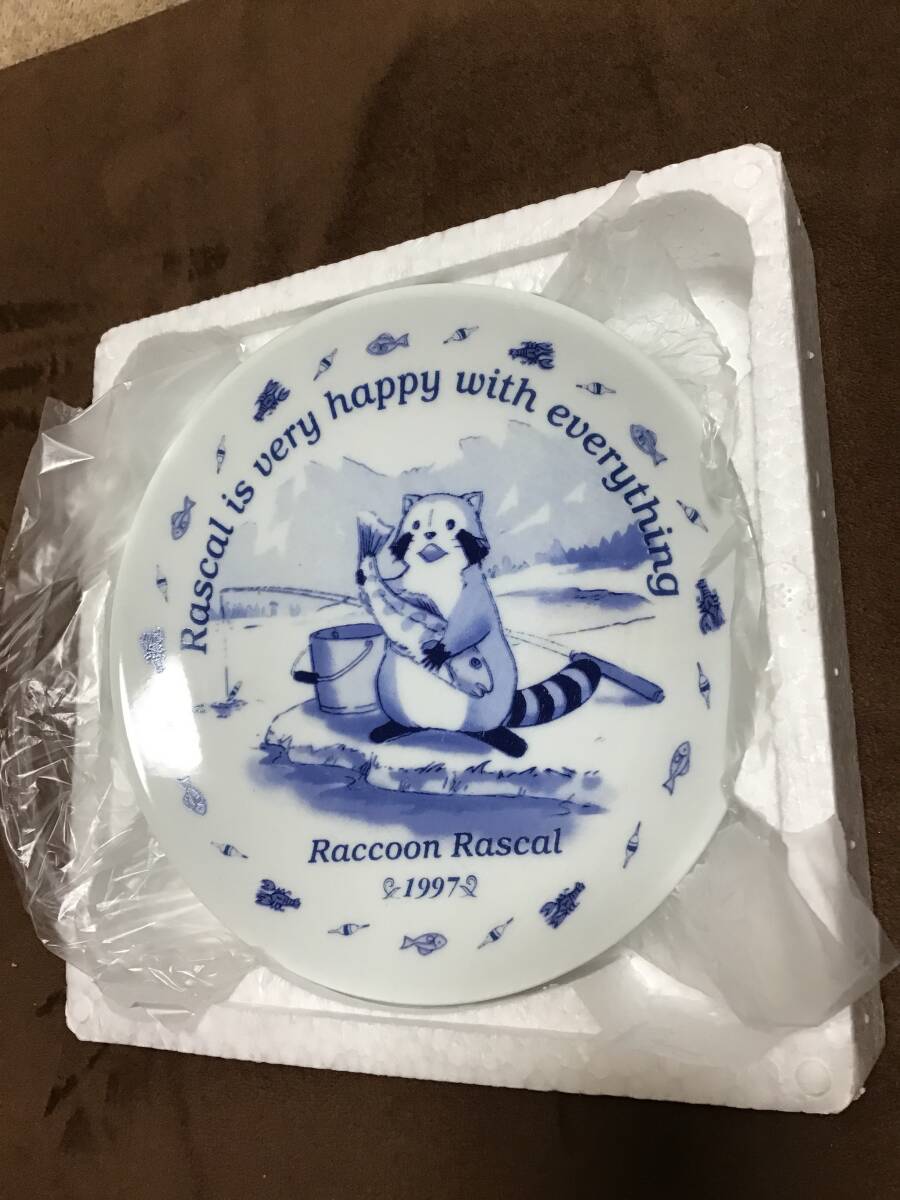 Rascal is very happy with everything
Raccoon Rascal
1997